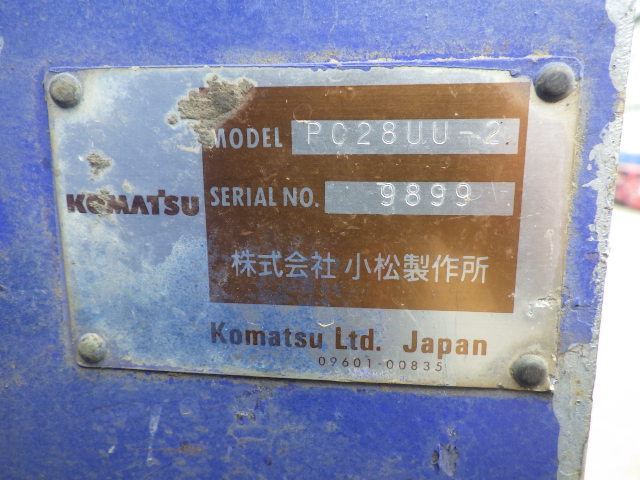 MODEL PC28UU-2
KOMATSU
SERIAL NO. 9899
株式会社 小松製作所
Komatsu Ltd. Japan
09601-00835